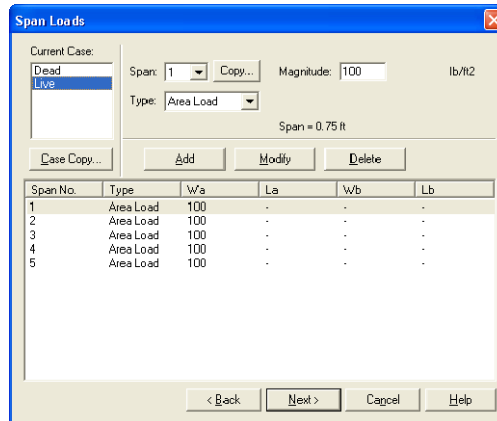 Span Loads
Current Case:
Dead
Live
Span: 1 Copy... Magnitude: 100 lb/ft2
Type: Area Load
Span = 0.75 ft
Case Copy... Add Modify Delete
Span No. Type Wa La Wb Lb
1 Area Load 100 - - -
2 Area Load 100 - - -
3 Area Load 100 - - -
4 Area Load 100 - - -
5 Area Load 100 - - -
< Back Next > Cancel Help